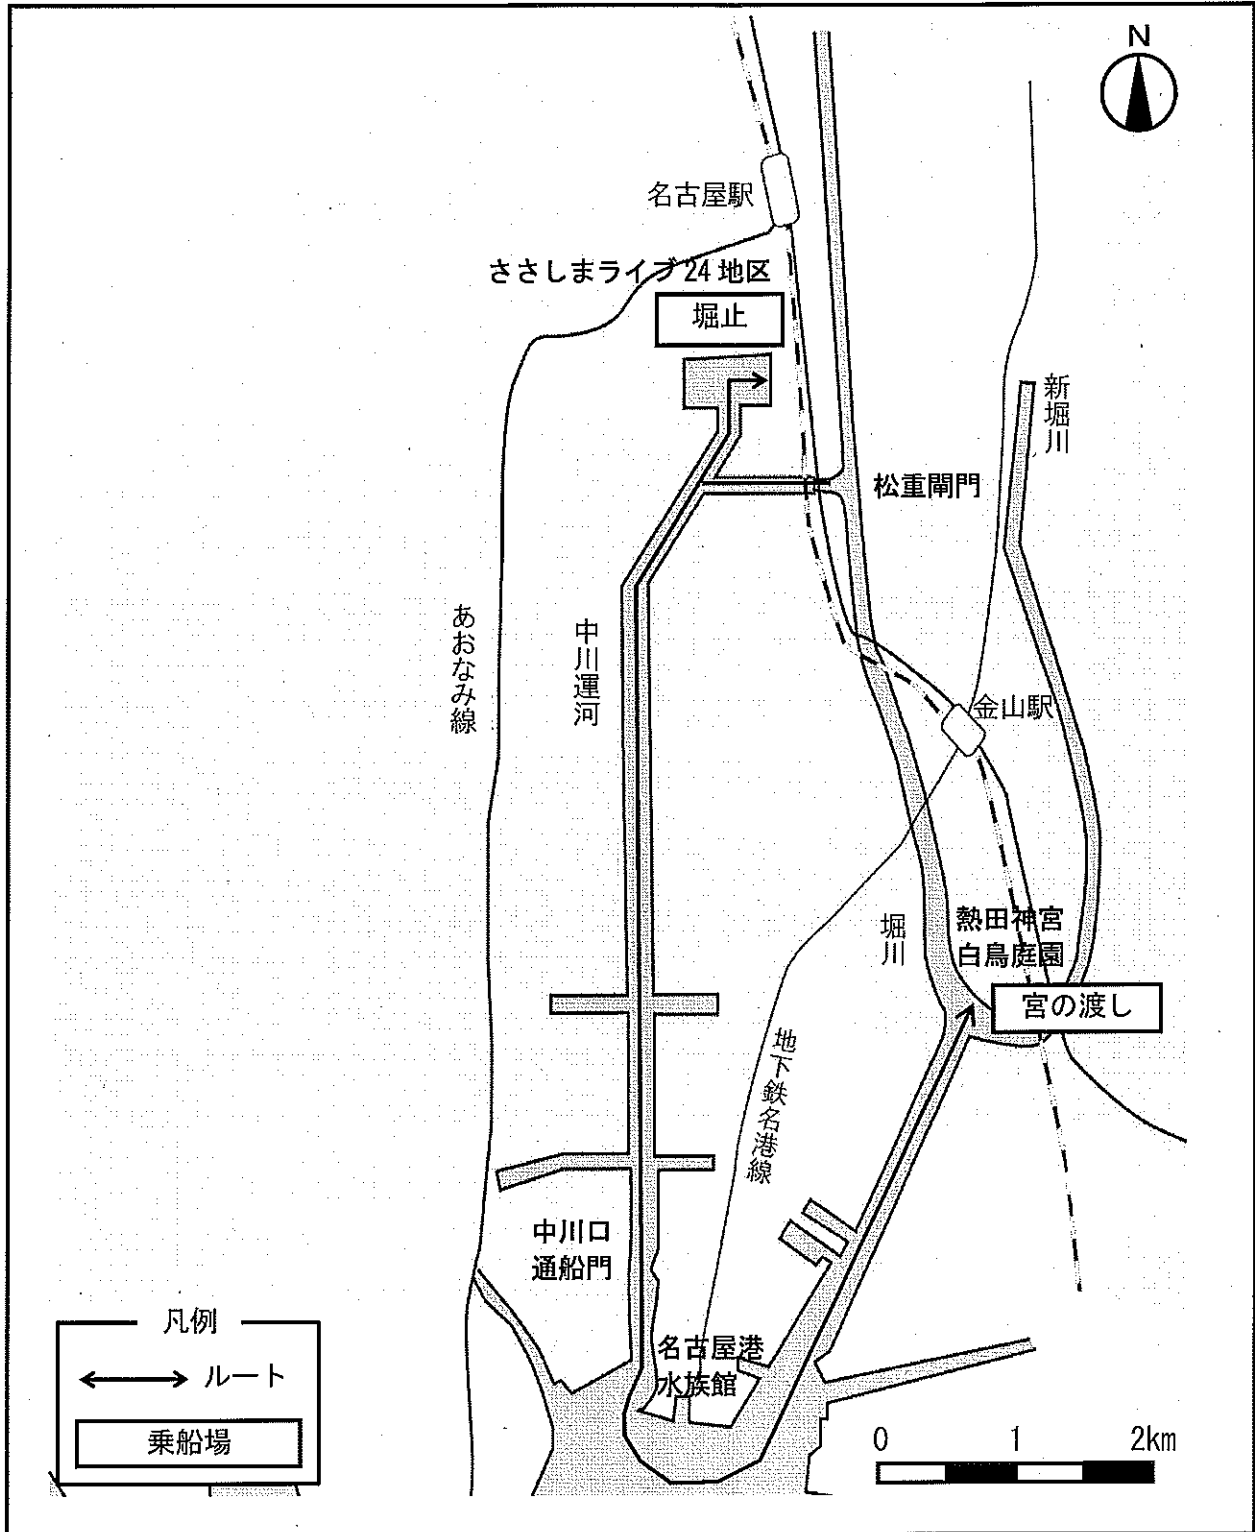 N
名古屋駅
ささしまライブ 24 地区
堀止
新堀川
松重閘門
あおなみ線
中川運河
金山駅
堀川
熱田神宮
白鳥庭園
宮の渡し
地下鉄名港線
中川口
通船門
名古屋港
水族館
凡例
ルート
乗船場
0 1 2km